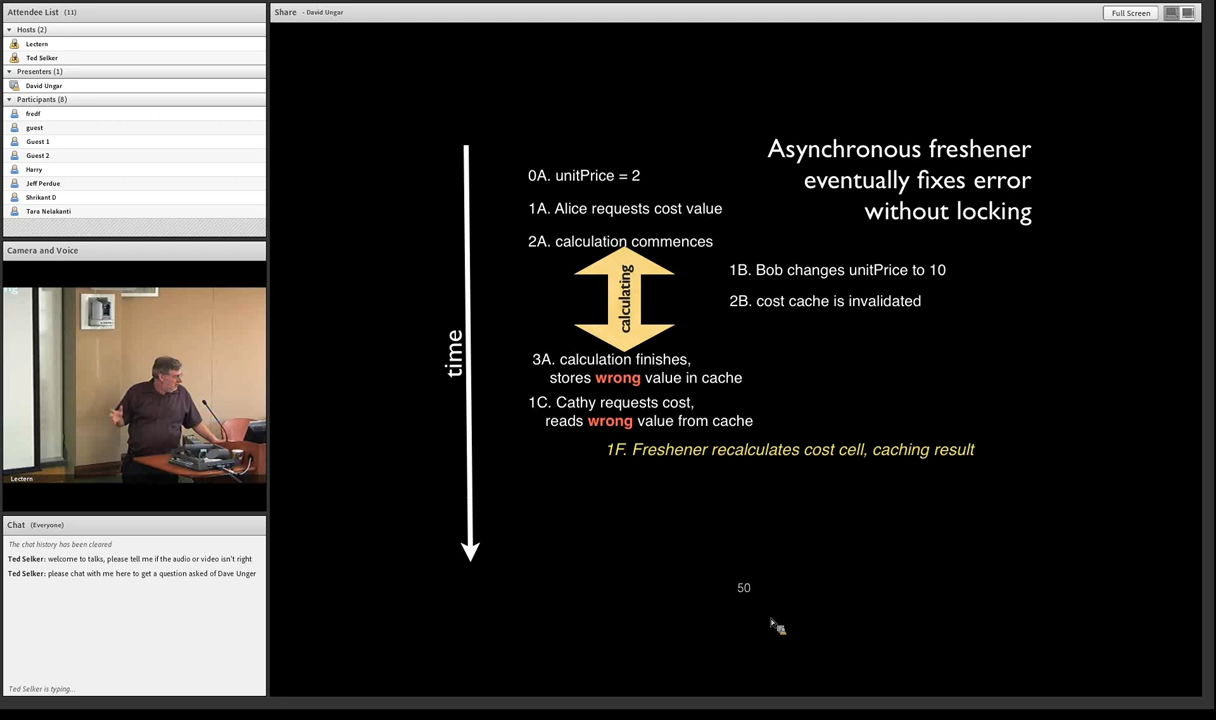 Attendee List (11)
Hosts (2)
Lectern
Ted Selker
Presenters (1)
David Ungar
Participants (8)
fredf
guest
Guest 1
Guest 2
Harry
Jeff Perdue
Shrikant D
Tara Nelakanti
Camera and Voice
Lectern
Chat (Everyone)
The chat history has been cleared
Ted Selker: welcome to talks, please tell me if the audio or video isn't right
Ted Selker: please chat with me here to get a question asked of Dave Unger
Ted Selker is typing...
Share - David Ungar
Full Screen
Asynchronous freshener
eventually fixes error
without locking
time
0A. unitPrice = 2
1A. Alice requests cost value
2A. calculation commences
calculating
1B. Bob changes unitPrice to 10
2B. cost cache is invalidated
3A. calculation finishes,
stores wrong value in cache
1C. Cathy requests cost,
reads wrong value from cache
1F. Freshener recalculates cost cell, caching result
50